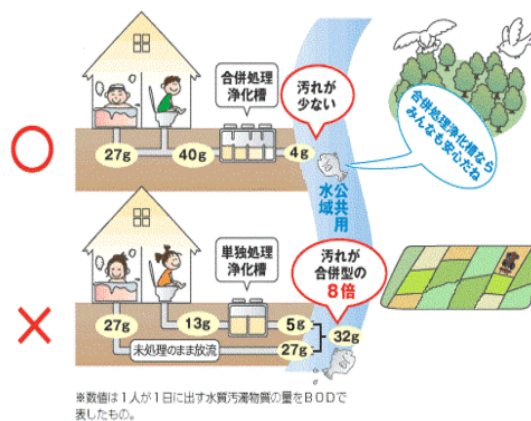 合併処理
浄化槽
汚れが
少ない
27g
40g
4g
合併処理浄化槽なら
みんなも安心だね
公共用
水域
単独処理
浄化槽
汚れが
合併型の
8倍
27g
13g
5g
32g
未処理のまま放流
27g
※数値は1人が1日に出す水質汚濁物質の量をBODで
表したもの。